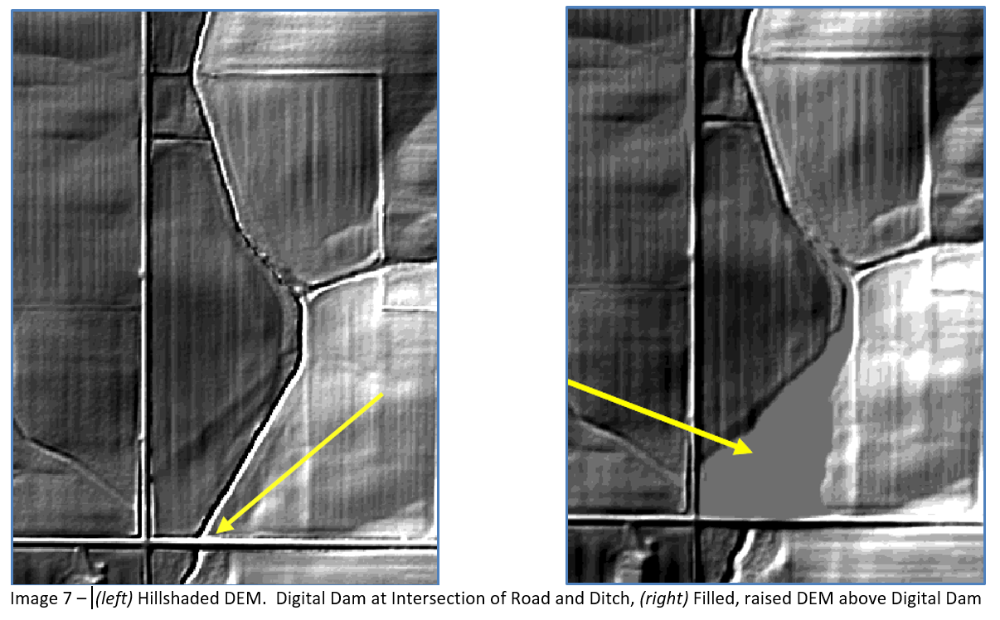 Image 7 – (left) Hillshaded DEM.  Digital Dam at Intersection of Road and Ditch, (right) Filled, raised DEM above Digital Dam